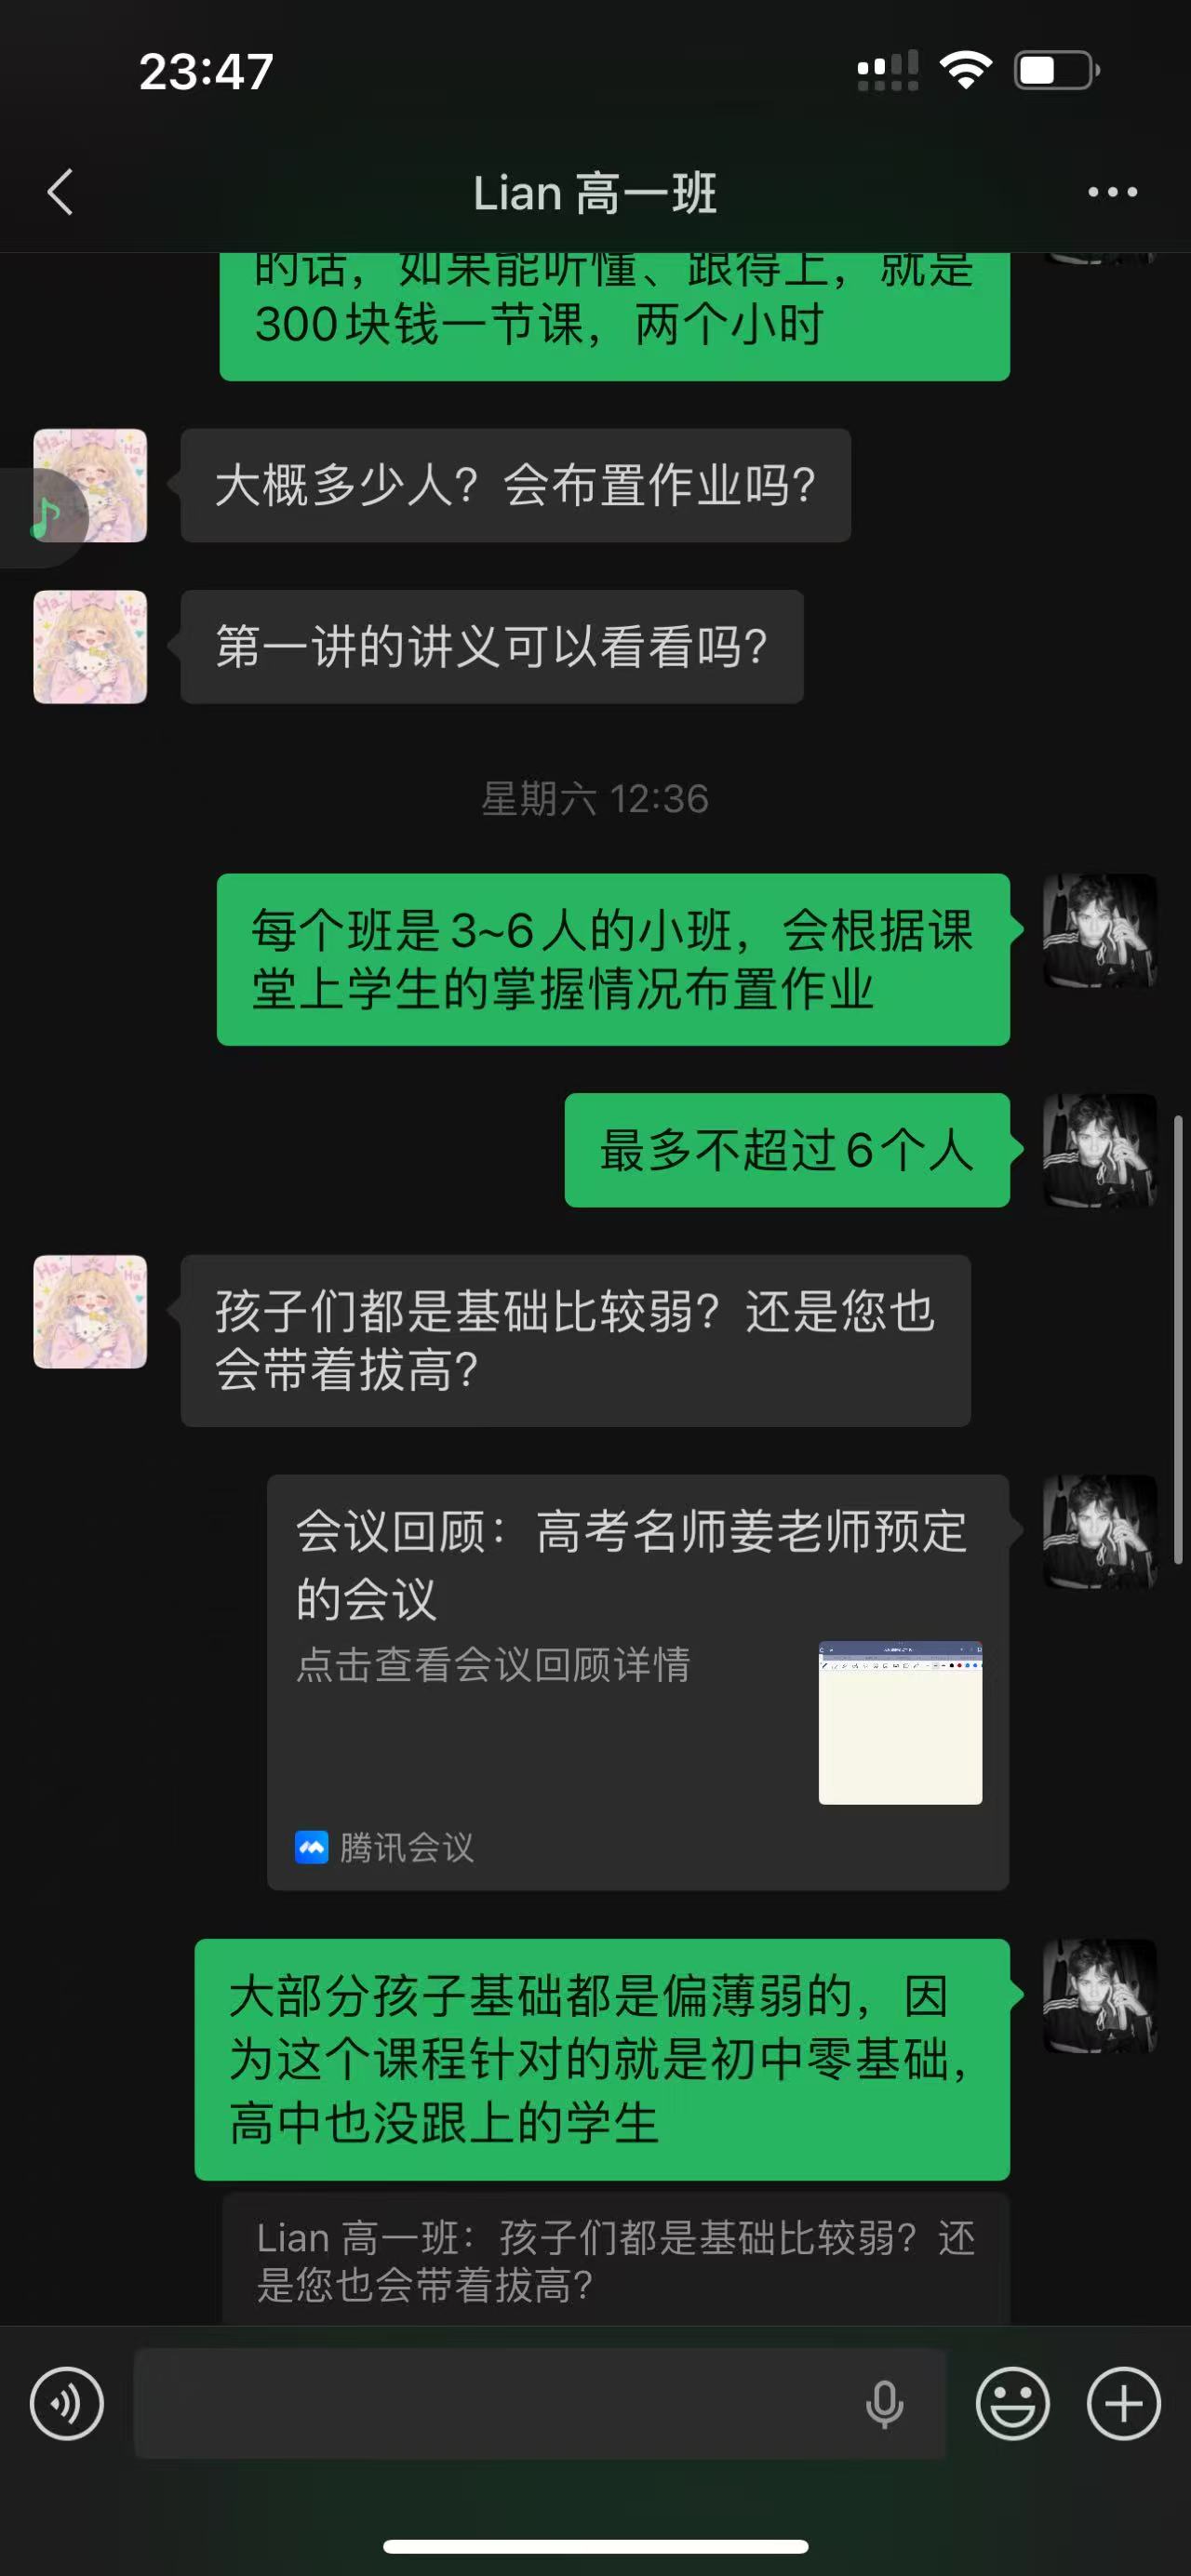 23:47
Lian 高一班
的话，如果能听懂、跟得上，就是
300块钱一节课，两个小时
大概多少人？会布置作业吗？
第一讲的讲义可以看看吗？
星期六 12:36
每个班是3~6人的小班，会根据课
堂上学生的掌握情况布置作业
最多不超过6个人
孩子们都是基础比较弱？还是您也
会带着拔高？
会议回顾：高考名师姜老师预定
的会议
点击查看会议回顾详情
腾讯会议
大部分孩子基础都是偏薄弱的，因
为这个课程针对的就是初中零基础，
高中也没跟上的学生
Lian 高一班：孩子们都是基础比较弱？还
是您也会带着拔高？